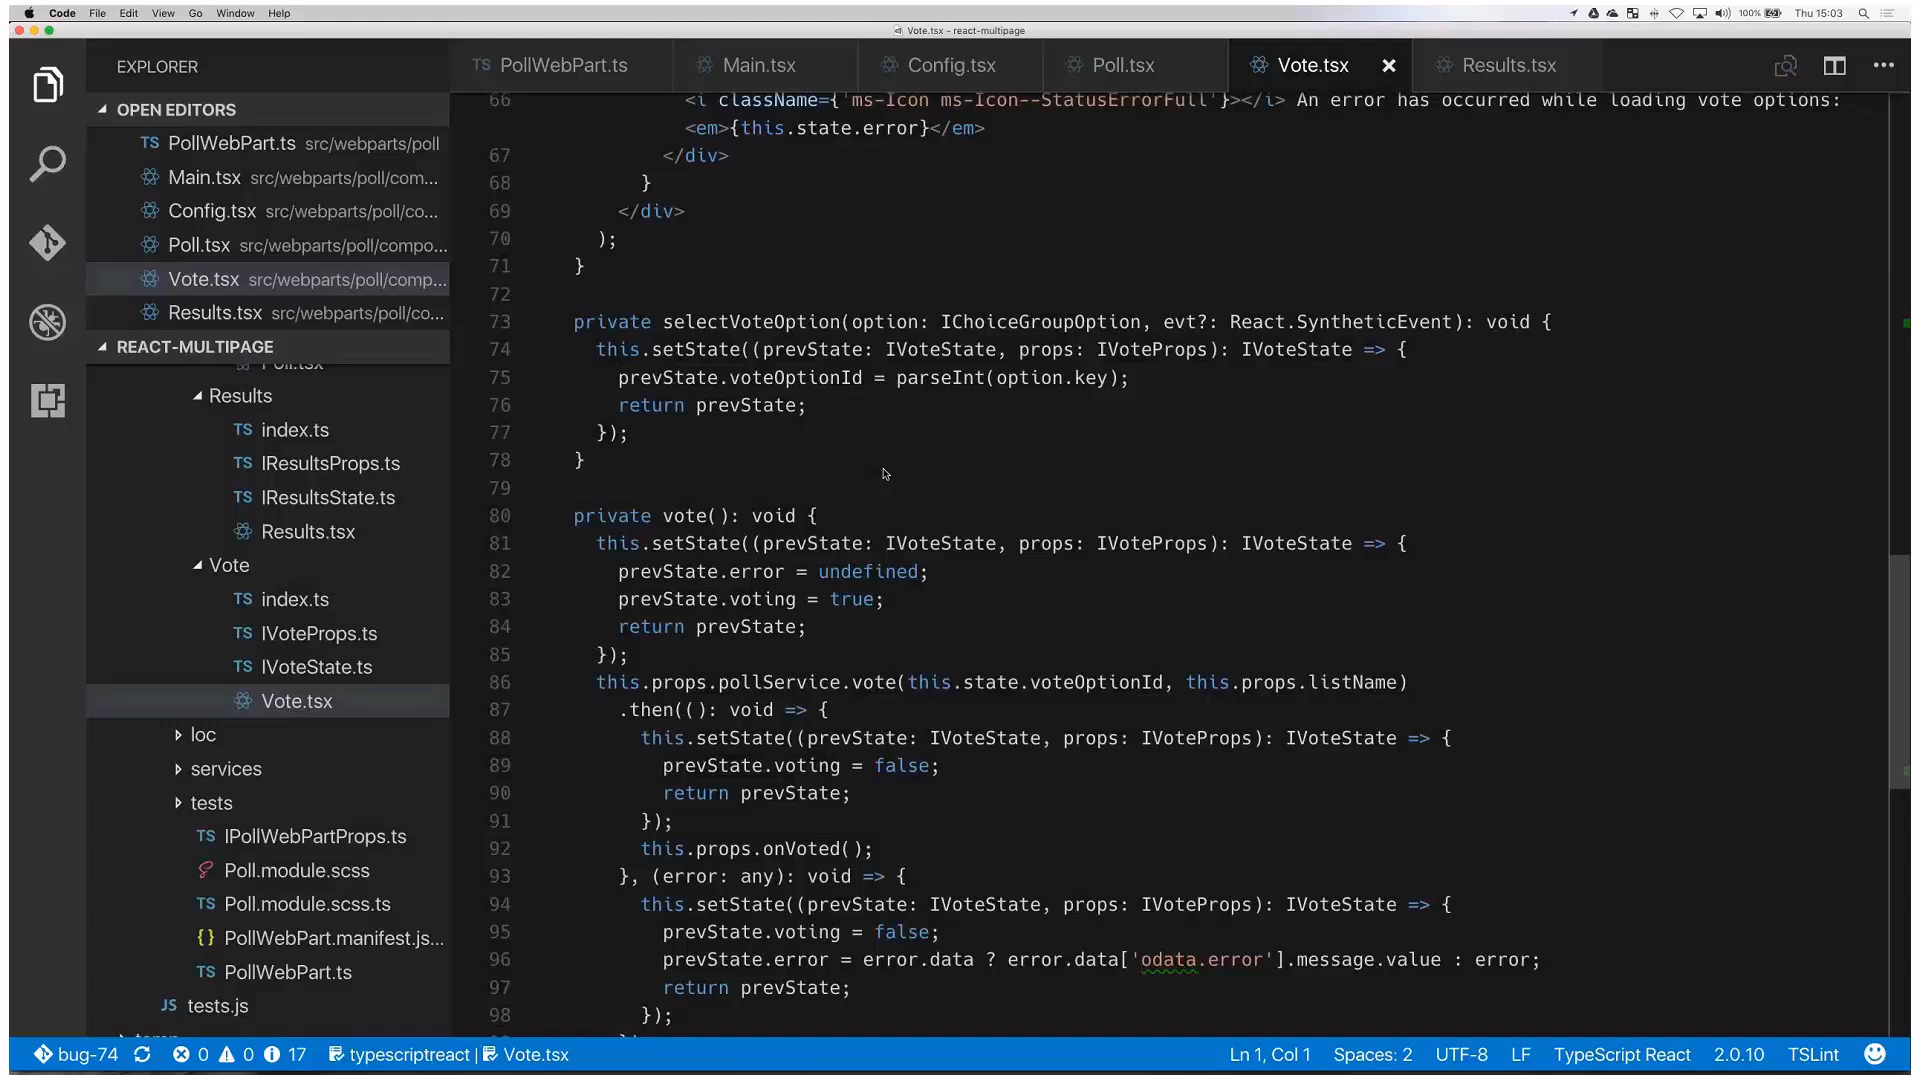 Code File Edit View Go Window Help 100% Thu 15:03
Vote.tsx - react-multipage
EXPLORER
OPEN EDITORS
TS PollWebPart.ts src/webparts/poll
Main.tsx src/webparts/poll/com...
Config.tsx src/webparts/poll/co...
Poll.tsx src/webparts/poll/compo...
Vote.tsx src/webparts/poll/comp...
Results.tsx src/webparts/poll/co...
REACT-MULTIPAGE
Poll.tsx
Results
TS index.ts
TS IResultsProps.ts
TS IResultsState.ts
Results.tsx
Vote
TS index.ts
TS IVoteProps.ts
TS IVoteState.ts
Vote.tsx
loc
services
tests
TS IPollWebPartProps.ts
Poll.module.scss
TS Poll.module.scss.ts
{} PollWebPart.manifest.js...
TS PollWebPart.ts
JS tests.js
TS PollWebPart.ts Main.tsx Config.tsx Poll.tsx Vote.tsx Results.tsx
66 <i className={'ms-Icon ms-Icon--StatusErrorFull'}></i> An error has occurred while loading vote options:
<em>{this.state.error}</em>
67 </div>
68 }
69 </div>
70 );
71 }
72
73 private selectVoteOption(option: IChoiceGroupOption, evt?: React.SyntheticEvent): void {
74 this.setState((prevState: IVoteState, props: IVoteProps): IVoteState => {
75 prevState.voteOptionId = parseInt(option.key);
76 return prevState;
77 });
78 }
79
80 private vote(): void {
81 this.setState((prevState: IVoteState, props: IVoteProps): IVoteState => {
82 prevState.error = undefined;
83 prevState.voting = true;
84 return prevState;
85 });
86 this.props.pollService.vote(this.state.voteOptionId, this.props.listName)
87 .then((): void => {
88 this.setState((prevState: IVoteState, props: IVoteProps): IVoteState => {
89 prevState.voting = false;
90 return prevState;
91 });
92 this.props.onVoted();
93 }, (error: any): void => {
94 this.setState((prevState: IVoteState, props: IVoteProps): IVoteState => {
95 prevState.voting = false;
96 prevState.error = error.data ? error.data['odata.error'].message.value : error;
97 return prevState;
98 });
bug-74 0 0 17 typescriptreact | Vote.tsx Ln 1, Col 1 Spaces: 2 UTF-8 LF TypeScript React 2.0.10 TSLint